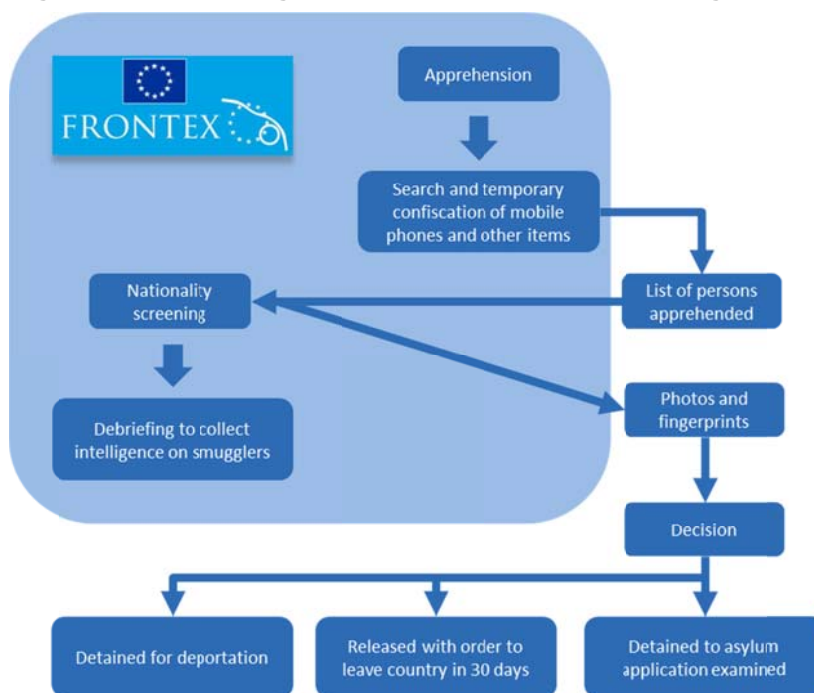 FRONTEX
Apprehension
Search and temporary
confiscation of mobile
phones and other items
Nationality
screening
List of persons
apprehended
Debriefing to collect
intelligence on smugglers
Photos and
fingerprints
Decision
Detained for deportation
Released with order to
leave country in 30 days
Detained to asylum
application examined